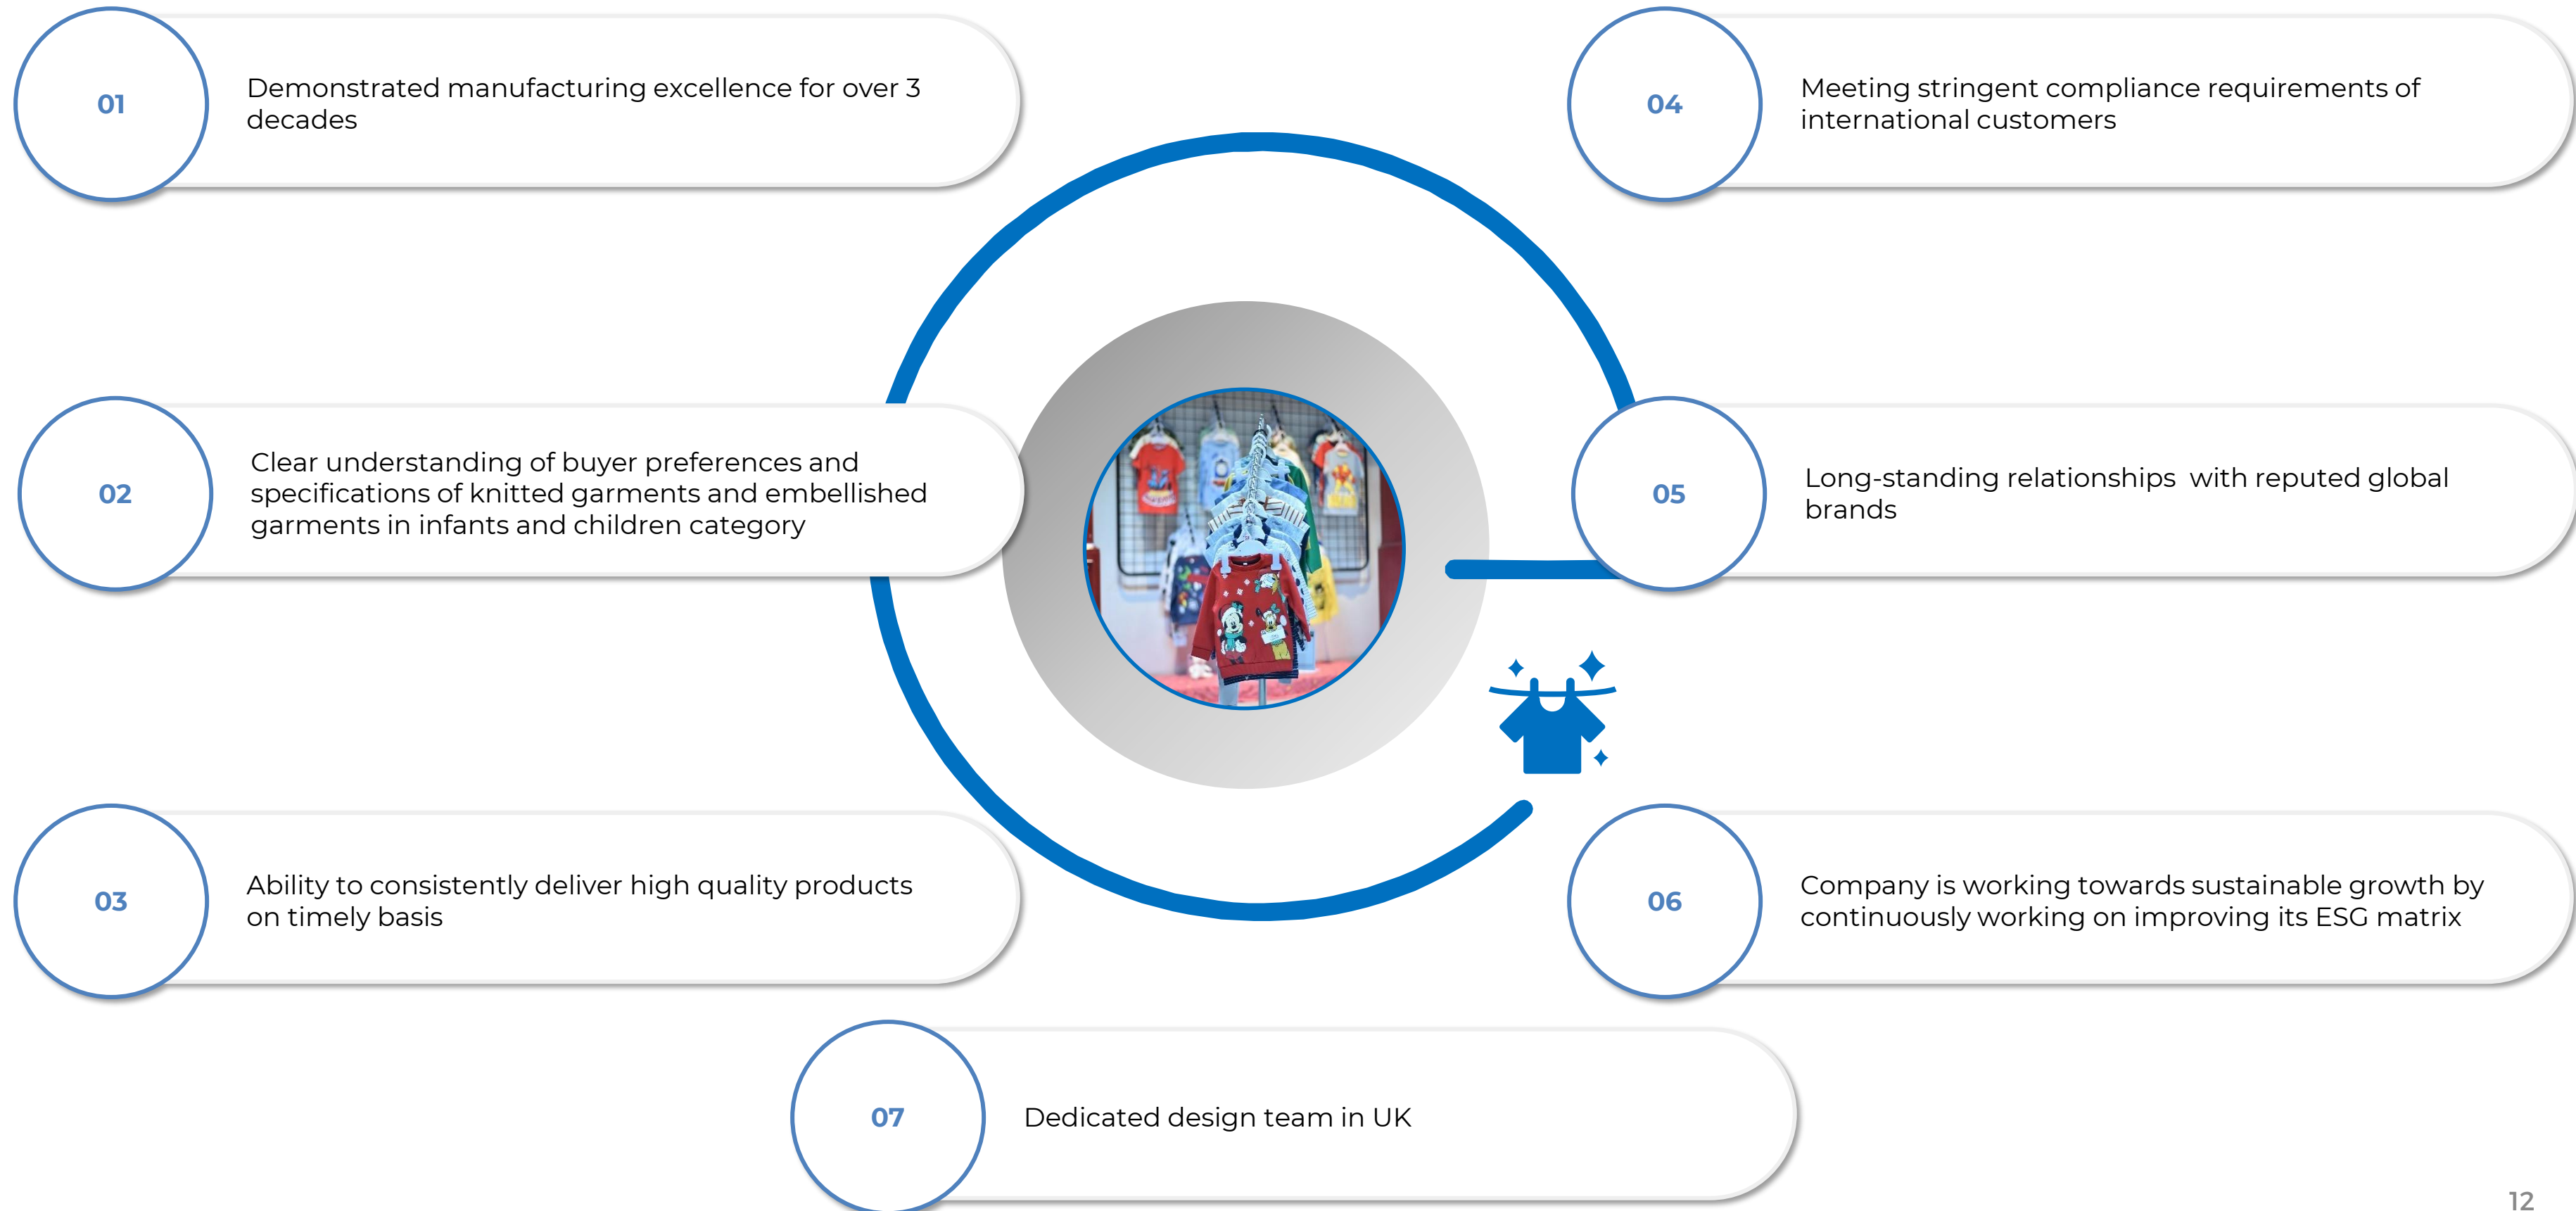 01
Demonstrated manufacturing excellence for over 3
decades
02
Clear understanding of buyer preferences and
specifications of knitted garments and embellished
garments in infants and children category
03
Ability to consistently deliver high quality products
on timely basis
04
Meeting stringent compliance requirements of
international customers
05
Long-standing relationships  with reputed global
brands
06
Company is working towards sustainable growth by
continuously working on improving its ESG matrix
07
Dedicated design team in UK
12